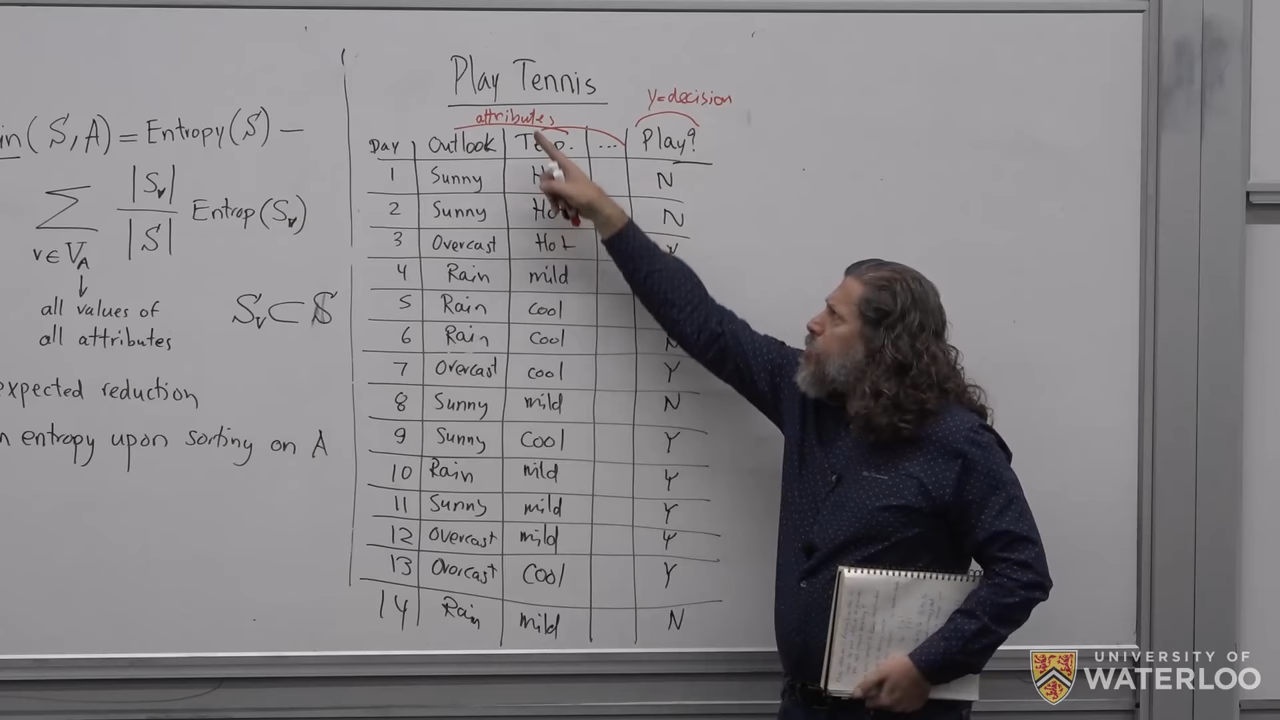 in(S, A) = Entropy(S) −
∑ |Sv| / |S| Entrop(Sv)
v ∈ VA
↓
all values of
all attributes
Sv ⊂ S
expected reduction
n entropy upon sorting on A
Play Tennis
attributes
y=decision
Day Outlook Temp. ... Play?
1 Sunny N
2 Sunny Hot N
3 Overcast Hot
4 Rain mild
5 Rain cool
6 Rain Cool N
7 Overcast cool Y
8 Sunny mild N
9 Sunny Cool Y
10 Rain mild Y
11 Sunny mild Y
12 Overcast mild Y
13 Overcast Cool Y
14 Rain mild N
UNIVERSITY OF
WATERLOO